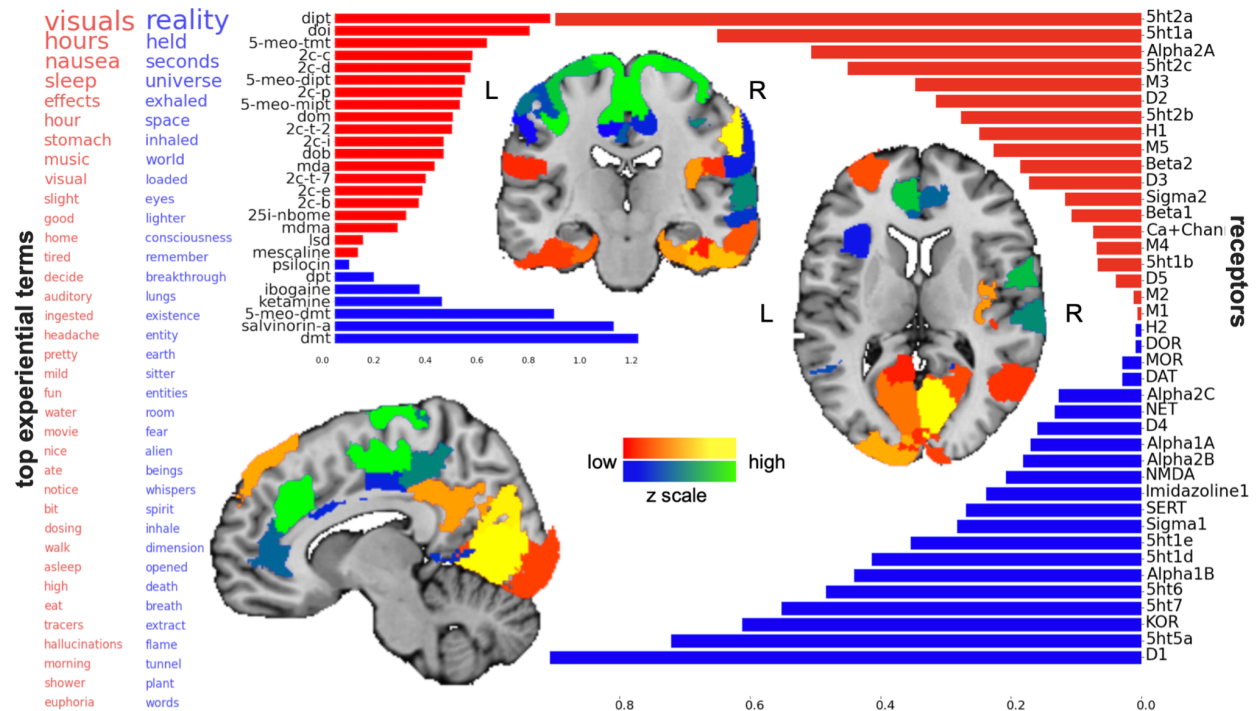 top experiential terms
visuals
hours
nausea
sleep
effects
hour
stomach
music
visual
slight
good
home
tired
decide
auditory
ingested
headache
pretty
mild
fun
water
movie
nice
ate
notice
bit
dosing
walk
asleep
high
eat
tracers
hallucinations
morning
shower
euphoria
reality
held
seconds
universe
exhaled
space
inhaled
world
loaded
eyes
lighter
consciousness
remember
breakthrough
lungs
existence
entity
earth
sitter
entities
room
fear
alien
beings
whispers
spirit
inhale
dimension
opened
death
breath
extract
flame
tunnel
plant
words
dipt
doi
5-meo-tmt
2c-c
2c-d
5-meo-dipt
2c-p
5-meo-mipt
dom
2c-t-2
2c-i
dob
mda
2c-t-7
2c-e
2c-b
25i-nbome
mdma
lsd
mescaline
psilocin
dpt
ibogaine
ketamine
5-meo-dmt
salvinorin-a
dmt
0.0 0.2 0.4 0.6 0.8 1.0 1.2
L R
L R
low high
z scale
5ht2a
5ht1a
Alpha2A
5ht2c
M3
D2
5ht2b
H1
M5
Beta2
D3
Sigma2
Beta1
Ca+Chan
M4
5ht1b
D5
M2
M1
H2
DOR
MOR
DAT
Alpha2C
NET
D4
Alpha1A
Alpha2B
NMDA
Imidazoline1
SERT
Sigma1
5ht1e
5ht1d
Alpha1B
5ht6
5ht7
KOR
5ht5a
D1
0.8 0.6 0.4 0.2 0.0
receptors